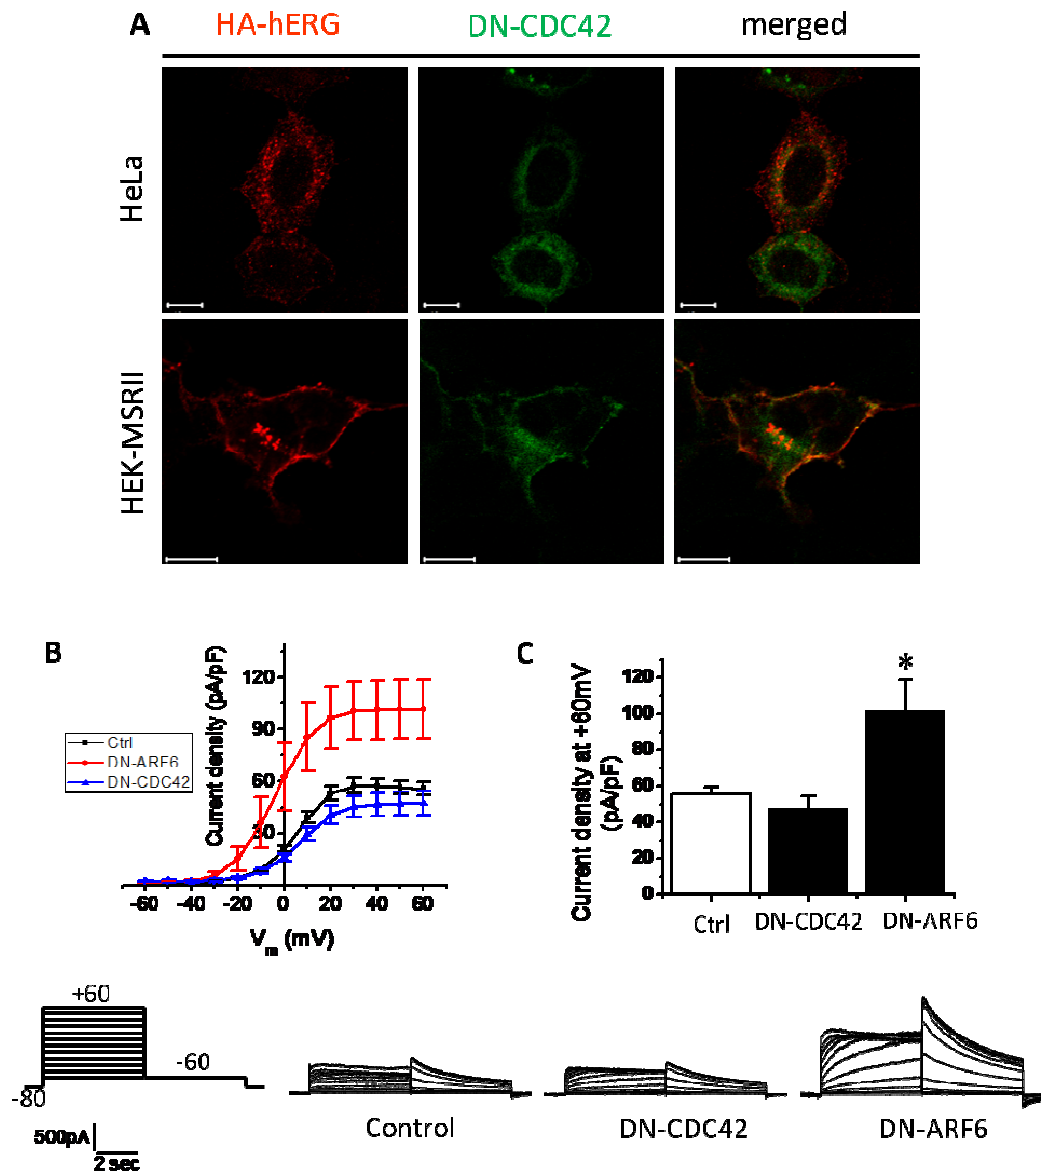 A HA-hERG DN-CDC42 merged
HeLa
HEK-MSRII
B
Current density (pA/pF)
120
90
60
30
0
Ctrl
DN-ARF6
DN-CDC42
-60 -40 -20 0 20 40 60
Vm (mV)
C
Current density at +60mV (pA/pF)
120
100
80
60
40
20
0
*
Ctrl DN-CDC42 DN-ARF6
+60
-60
-80
500pA
2 sec
Control DN-CDC42 DN-ARF6